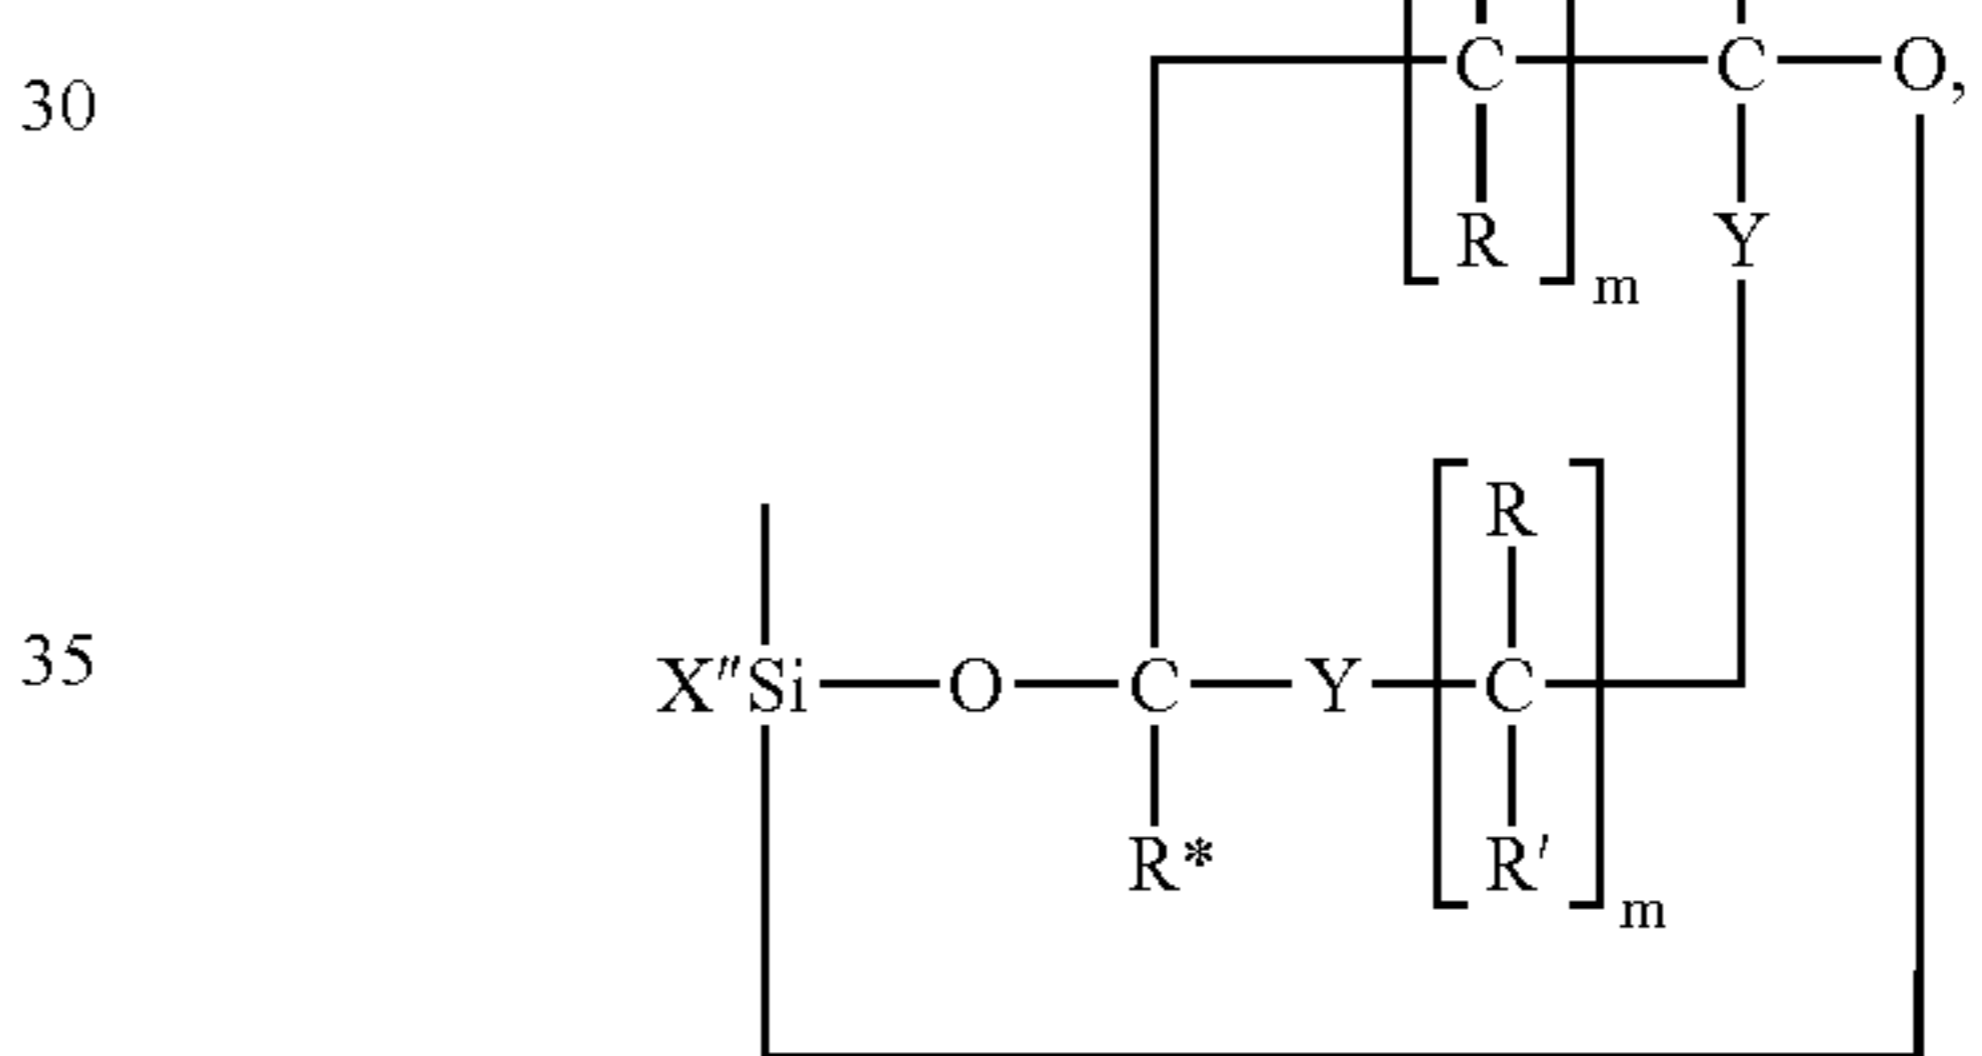 C C O,
30
R m Y
R
35 X″Si O C Y C
R* R′ m